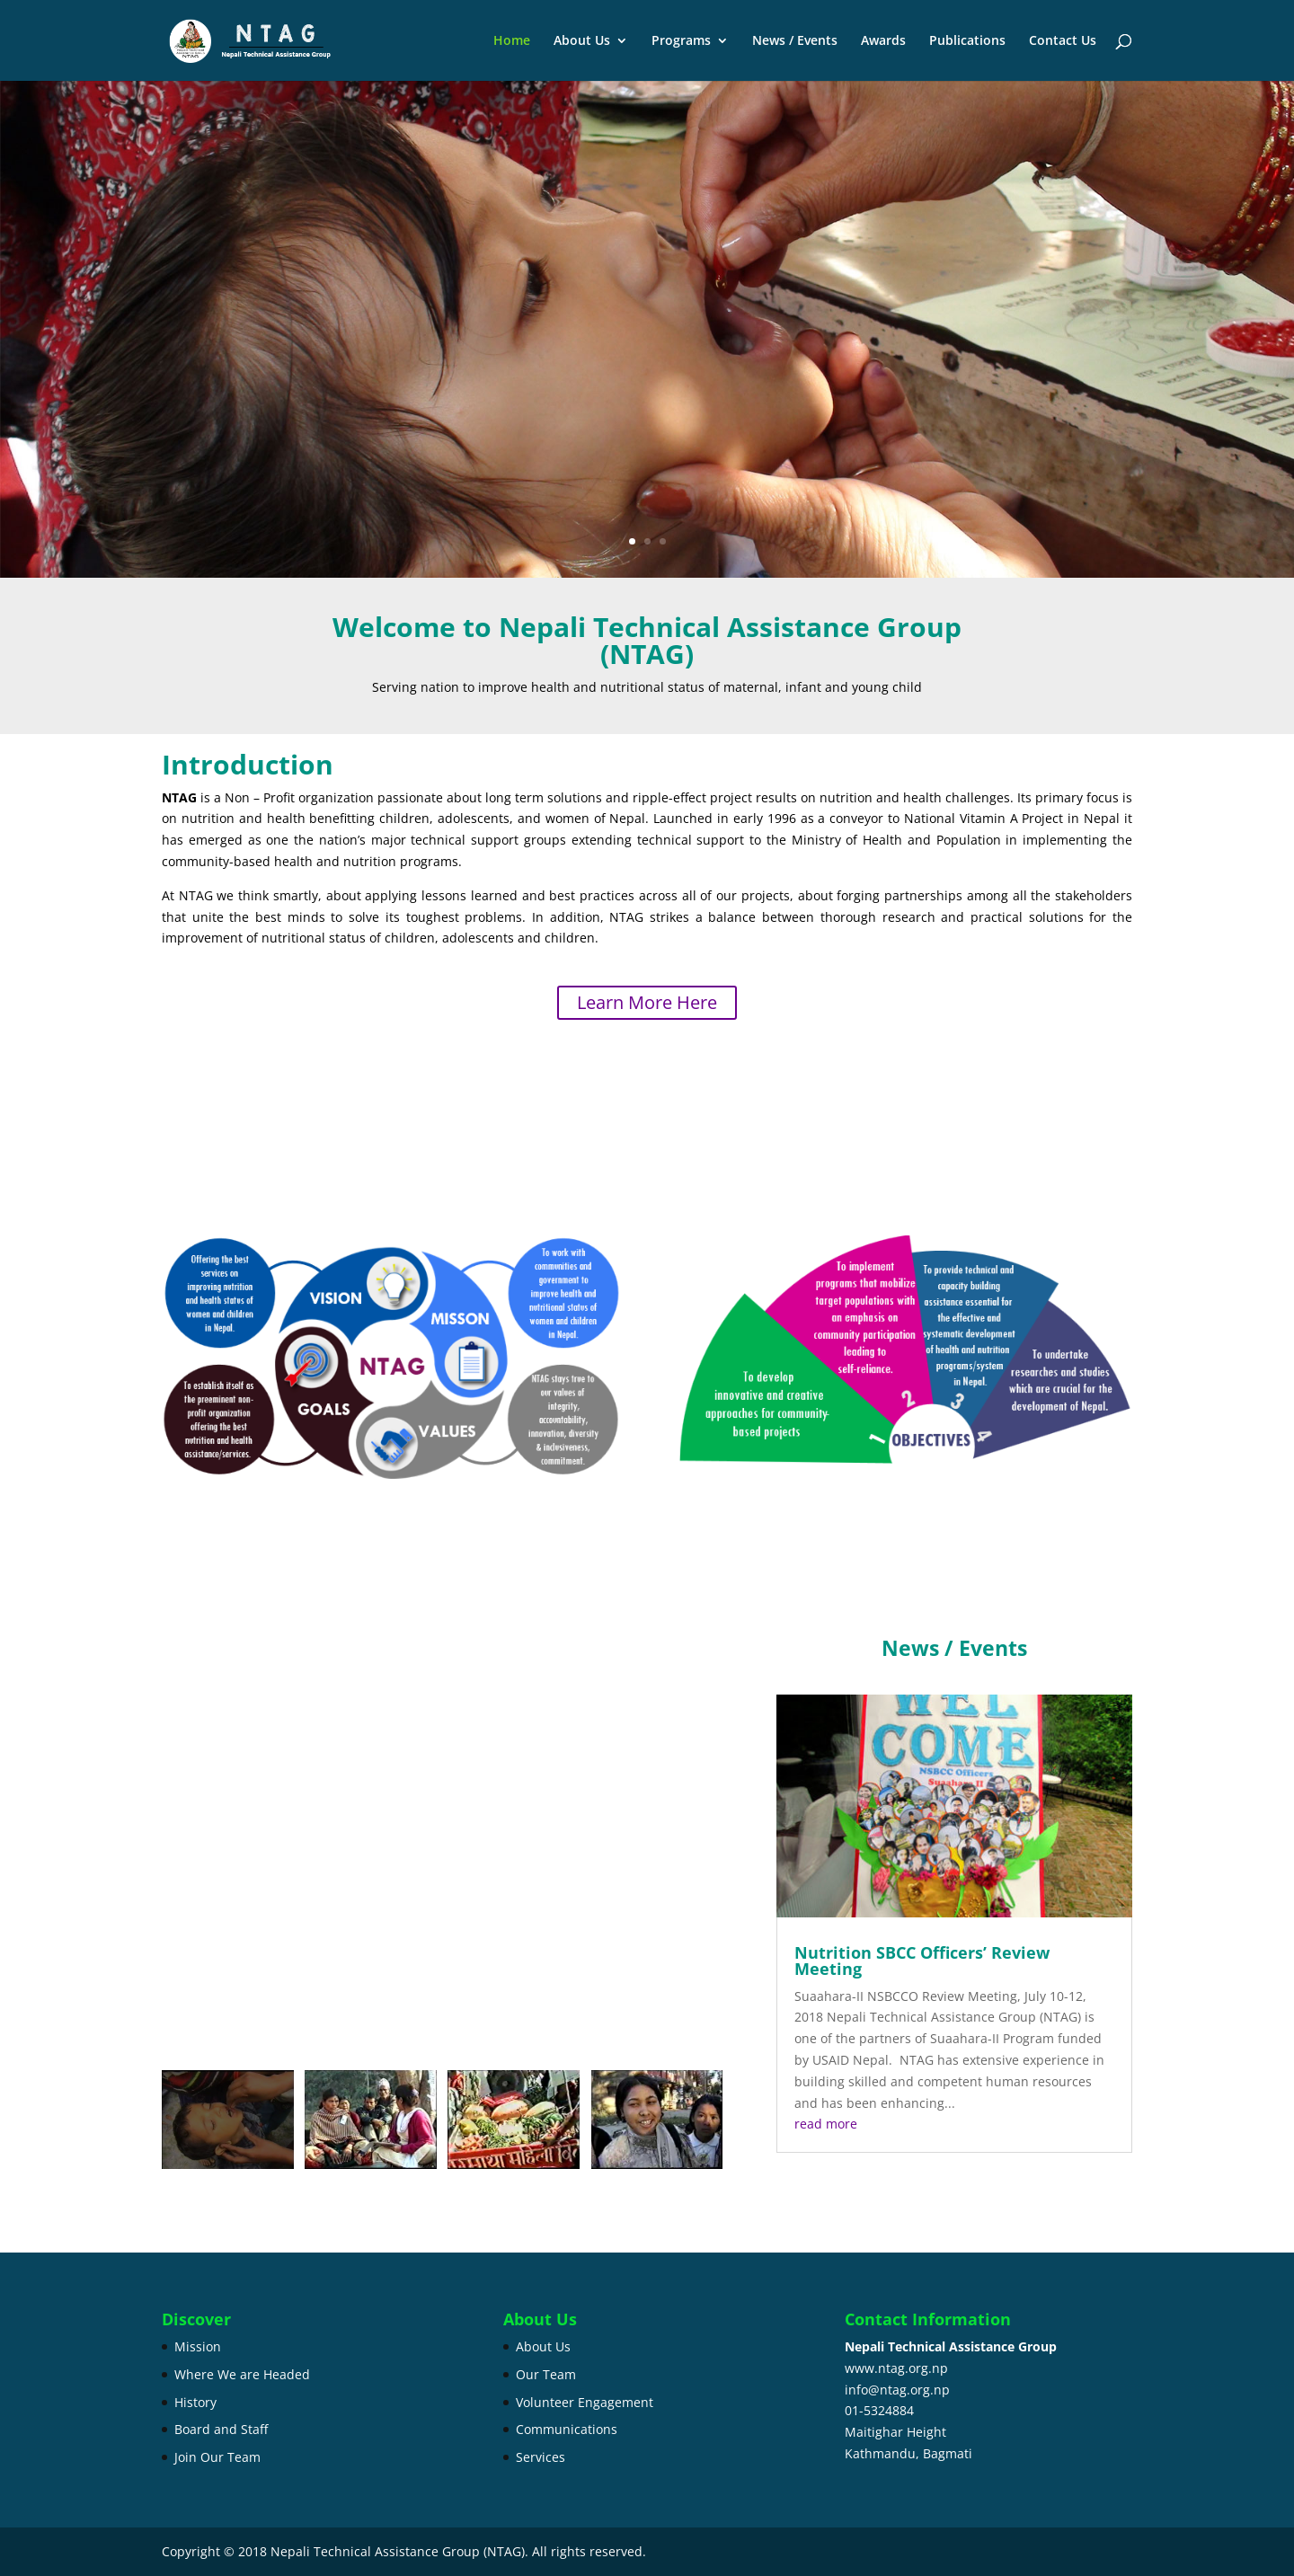 NTAG
Nepali Technical Assistance Group
Home
About Us
Programs
News / Events
Awards
Publications
Contact Us
Welcome to Nepali Technical Assistance Group
(NTAG)
Serving nation to improve health and nutritional status of maternal, infant and young child
Introduction
NTAG is a Non – Profit organization passionate about long term solutions and ripple-effect project results on nutrition and health challenges. Its primary focus is
on nutrition and health benefitting children, adolescents, and women of Nepal. Launched in early 1996 as a conveyor to National Vitamin A Project in Nepal it
has emerged as one the nation’s major technical support groups extending technical support to the Ministry of Health and Population in implementing the
community-based health and nutrition programs.
At NTAG we think smartly, about applying lessons learned and best practices across all of our projects, about forging partnerships among all the stakeholders
that unite the best minds to solve its toughest problems. In addition, NTAG strikes a balance between thorough research and practical solutions for the
improvement of nutritional status of children, adolescents and children.
Learn More Here
Offering the best
services on
improving nutrition
and health status of
women and children
in Nepal.
VISION
MISSON
To work with
communities and
government to
improve health and
nutritional status of
women and children
in Nepal.
NTAG
To establish itself as
the preeminent non-
profit organization
offering the best
nutrition and health
assistance/services.
GOALS
VALUES
NTAG stays true to
our values of
integrity,
accountability,
innovation, diversity
& inclusiveness,
commitment.
To develop
innovative and creative
approaches for community-
based projects
1
To implement
programs that mobilize
target populations with
an emphasis on
community participation
leading to
self-reliance.
2
To provide technical and
capacity building
assistance essential for
the effective and
systematic development
of health and nutrition
programs/system
in Nepal.
3
To undertake
researches and studies
which are crucial for the
development of Nepal.
4
OBJECTIVES
News / Events
WEL
COME
NSBCC Officers
Suaahara II
Nutrition SBCC Officers’ Review
Meeting
Suaahara-II NSBCCO Review Meeting, July 10-12,
2018 Nepali Technical Assistance Group (NTAG) is
one of the partners of Suaahara-II Program funded
by USAID Nepal.  NTAG has extensive experience in
building skilled and competent human resources
and has been enhancing...
read more
Discover
Mission
Where We are Headed
History
Board and Staff
Join Our Team
About Us
About Us
Our Team
Volunteer Engagement
Communications
Services
Contact Information
Nepali Technical Assistance Group
www.ntag.org.np
info@ntag.org.np
01-5324884
Maitighar Height
Kathmandu, Bagmati
Copyright © 2018 Nepali Technical Assistance Group (NTAG). All rights reserved.